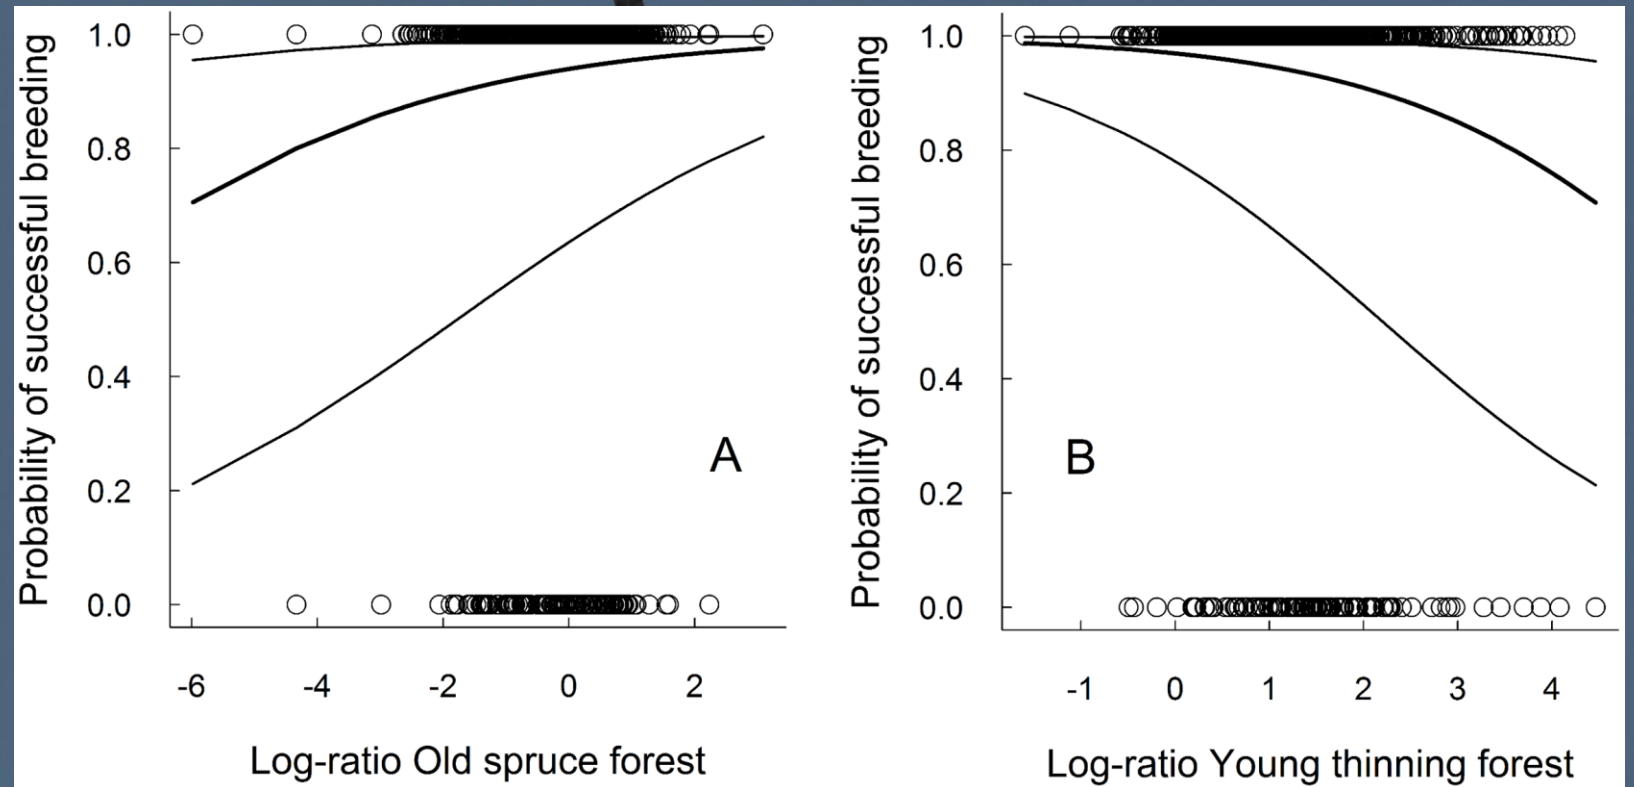 Probability of successful breeding
1.0
0.8
0.6
0.4
0.2
0.0
A
-6 -4 -2 0 2
Log-ratio Old spruce forest
Probability of successful breeding
1.0
0.8
0.6
0.4
0.2
0.0
B
-1 0 1 2 3 4
Log-ratio Young thinning forest